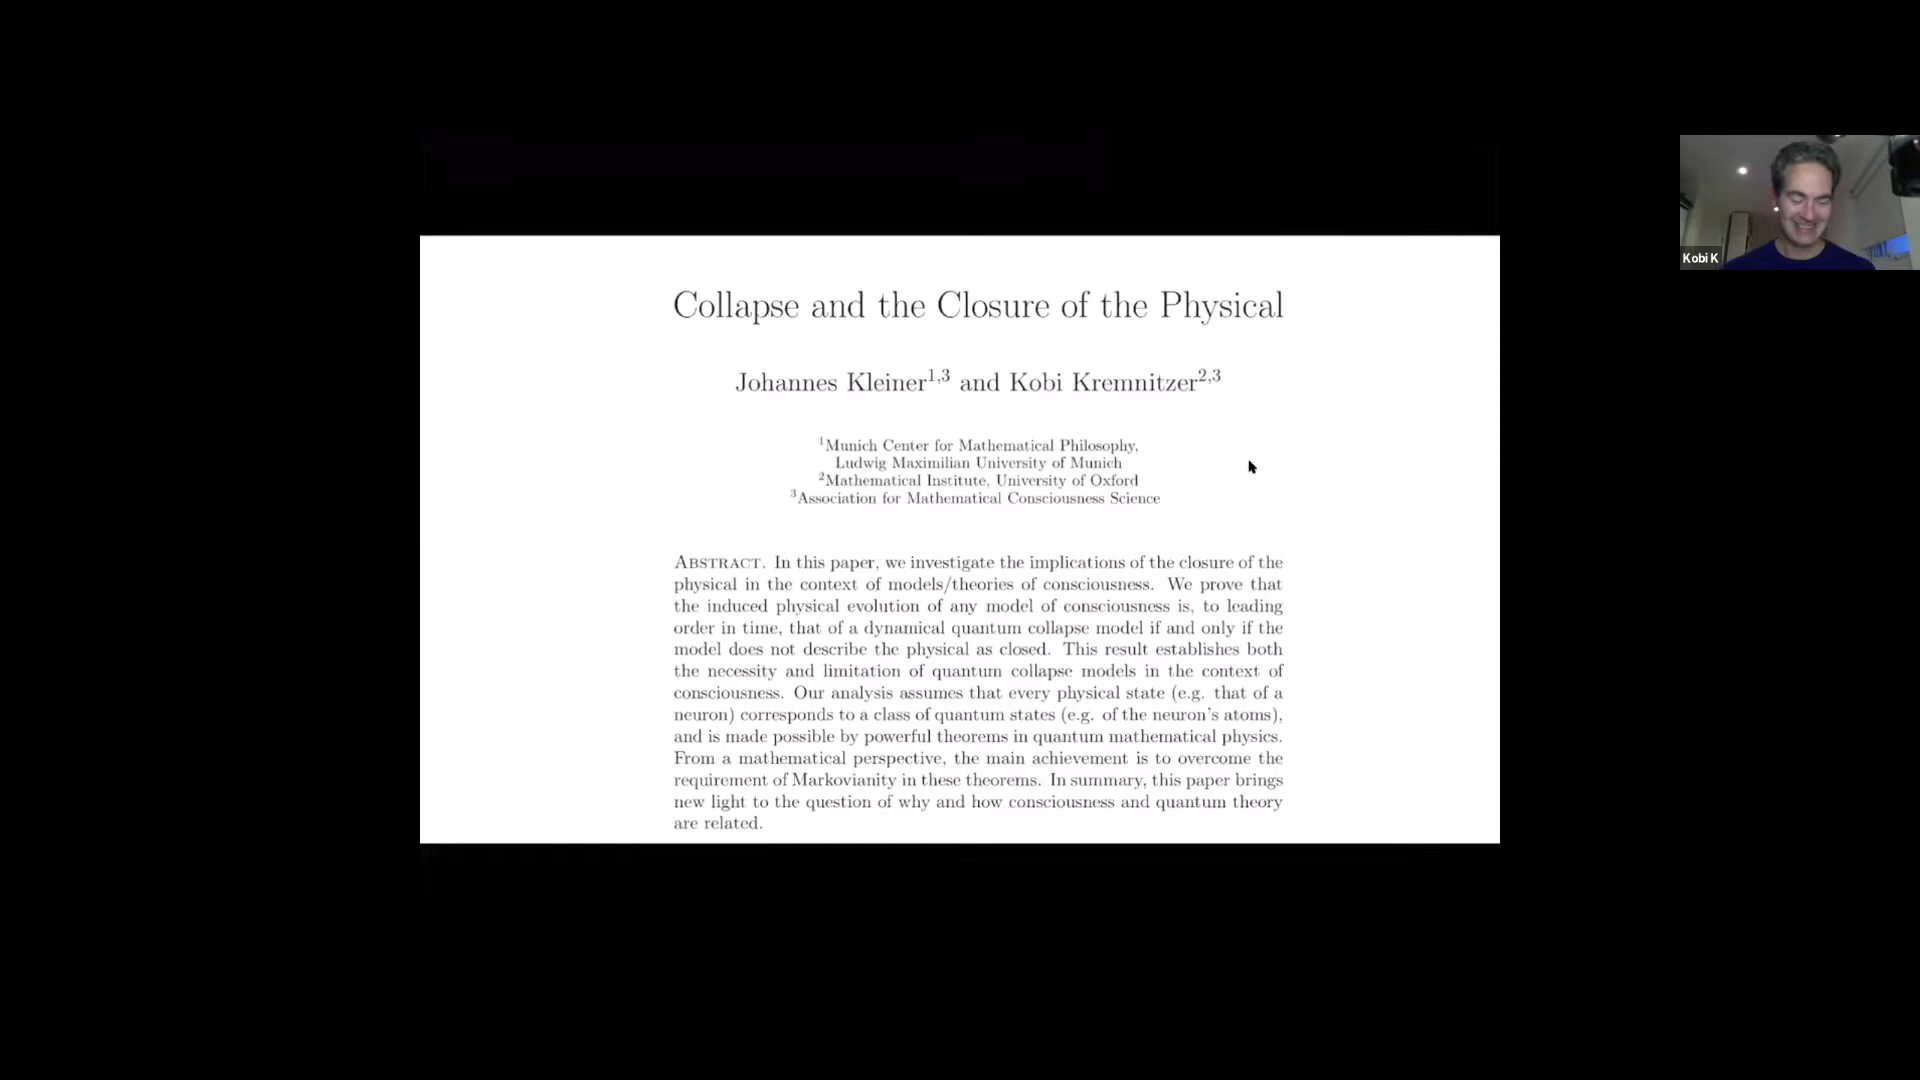 Collapse and the Closure of the Physical
Johannes Kleiner1,3 and Kobi Kremnitzer2,3
1Munich Center for Mathematical Philosophy,
Ludwig Maximilian University of Munich
2Mathematical Institute, University of Oxford
3Association for Mathematical Consciousness Science
ABSTRACT. In this paper, we investigate the implications of the closure of the
physical in the context of models/theories of consciousness. We prove that
the induced physical evolution of any model of consciousness is, to leading
order in time, that of a dynamical quantum collapse model if and only if the
model does not describe the physical as closed. This result establishes both
the necessity and limitation of quantum collapse models in the context of
consciousness. Our analysis assumes that every physical state (e.g. that of a
neuron) corresponds to a class of quantum states (e.g. of the neuron's atoms),
and is made possible by powerful theorems in quantum mathematical physics.
From a mathematical perspective, the main achievement is to overcome the
requirement of Markovianity in these theorems. In summary, this paper brings
new light to the question of why and how consciousness and quantum theory
are related.
Kobi K